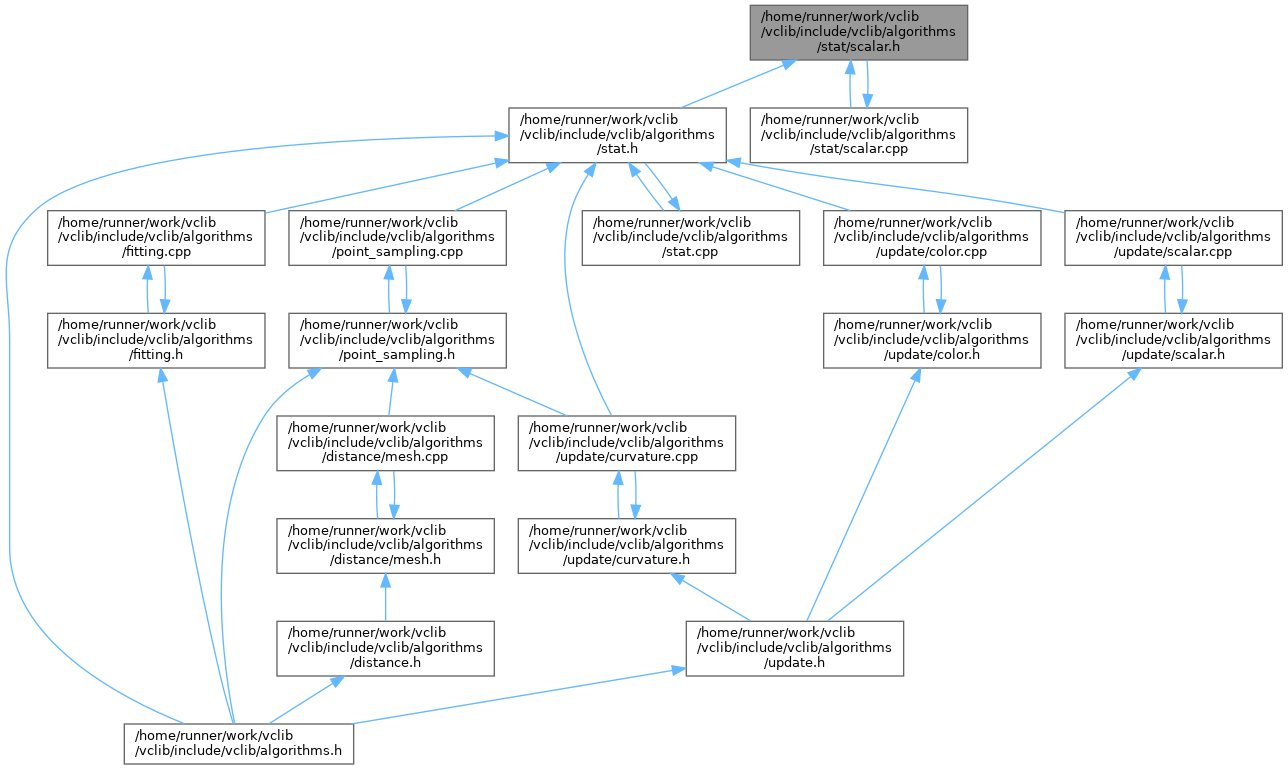 /home/runner/work/vclib
/vclib/include/vclib/algorithms
/stat/scalar.h
/home/runner/work/vclib
/vclib/include/vclib/algorithms
/stat.h
/home/runner/work/vclib
/vclib/include/vclib/algorithms
/stat/scalar.cpp
/home/runner/work/vclib
/vclib/include/vclib/algorithms
/fitting.cpp
/home/runner/work/vclib
/vclib/include/vclib/algorithms
/point_sampling.cpp
/home/runner/work/vclib
/vclib/include/vclib/algorithms
/stat.cpp
/home/runner/work/vclib
/vclib/include/vclib/algorithms
/update/color.cpp
/home/runner/work/vclib
/vclib/include/vclib/algorithms
/update/scalar.cpp
/home/runner/work/vclib
/vclib/include/vclib/algorithms
/fitting.h
/home/runner/work/vclib
/vclib/include/vclib/algorithms
/point_sampling.h
/home/runner/work/vclib
/vclib/include/vclib/algorithms
/update/color.h
/home/runner/work/vclib
/vclib/include/vclib/algorithms
/update/scalar.h
/home/runner/work/vclib
/vclib/include/vclib/algorithms
/distance/mesh.cpp
/home/runner/work/vclib
/vclib/include/vclib/algorithms
/update/curvature.cpp
/home/runner/work/vclib
/vclib/include/vclib/algorithms
/distance/mesh.h
/home/runner/work/vclib
/vclib/include/vclib/algorithms
/update/curvature.h
/home/runner/work/vclib
/vclib/include/vclib/algorithms
/distance.h
/home/runner/work/vclib
/vclib/include/vclib/algorithms
/update.h
/home/runner/work/vclib
/vclib/include/vclib/algorithms.h